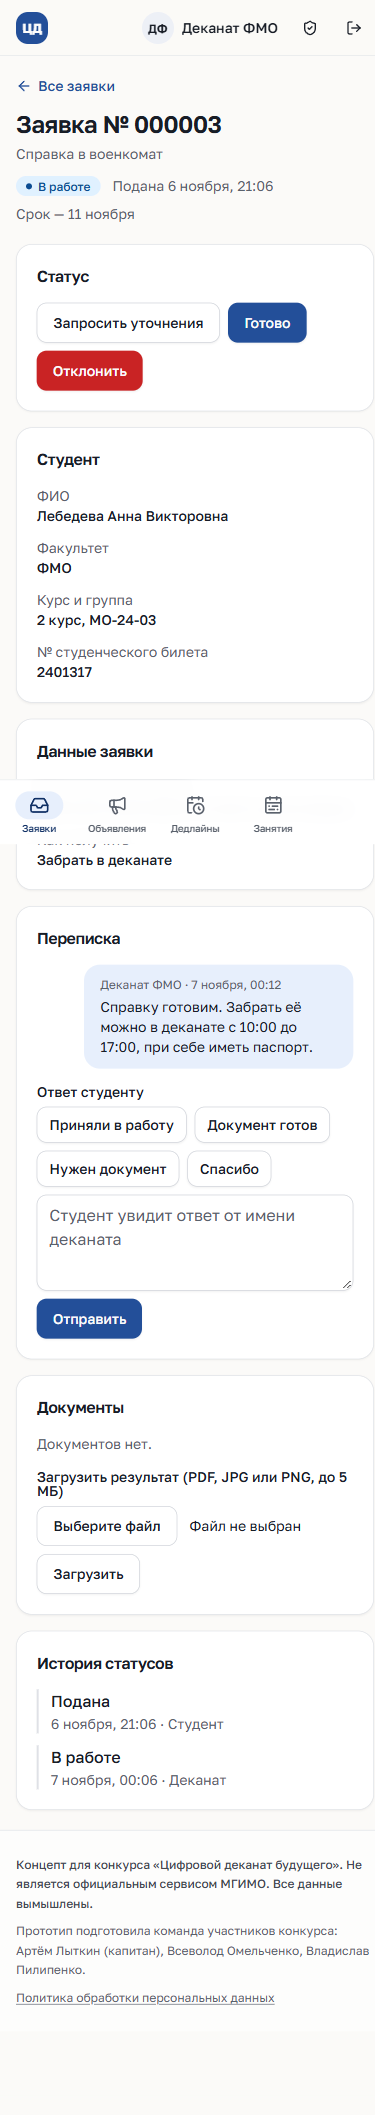 ЦД
ДФ Деканат ФМО
← Все заявки
Заявка № 000003
Справка в военкомат
В работе Подана 6 ноября, 21:06
Срок — 11 ноября
Статус
Запросить уточнения Готово
Отклонить
Студент
ФИО
Лебедева Анна Викторовна
Факультет
ФМО
Курс и группа
2 курс, МО-24-03
№ студенческого билета
2401317
Данные заявки
Заявки Объявления Дедлайны Занятия
Забрать в деканате
Переписка
Деканат ФМО · 7 ноября, 00:12
Справку готовим. Забрать её
можно в деканате с 10:00 до
17:00, при себе иметь паспорт.
Ответ студенту
Приняли в работу Документ готов
Нужен документ Спасибо
Студент увидит ответ от имени
деканата
Отправить
Документы
Документов нет.
Загрузить результат (PDF, JPG или PNG, до 5
МБ)
Выберите файл Файл не выбран
Загрузить
История статусов
Подана
6 ноября, 21:06 · Студент
В работе
7 ноября, 00:06 · Деканат
Концепт для конкурса «Цифровой деканат будущего». Не
является официальным сервисом МГИМО. Все данные
вымышлены.
Прототип подготовила команда участников конкурса:
Артём Лыткин (капитан), Всеволод Омельченко, Владислав
Пилипенко.
Политика обработки персональных данных